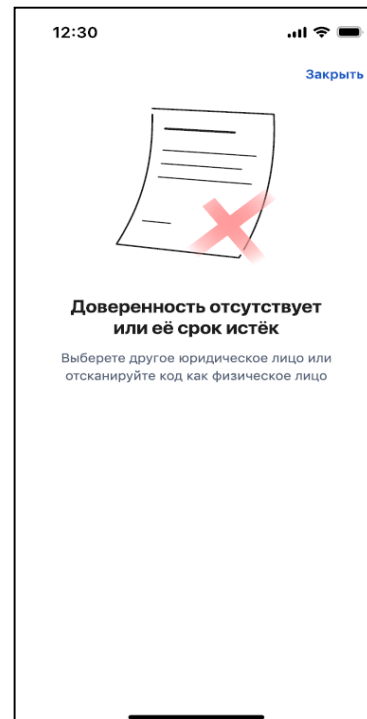 12:30
Закрыть
Доверенность отсутствует
или её срок истёк
Выберете другое юридическое лицо или
отсканируйте код как физическое лицо